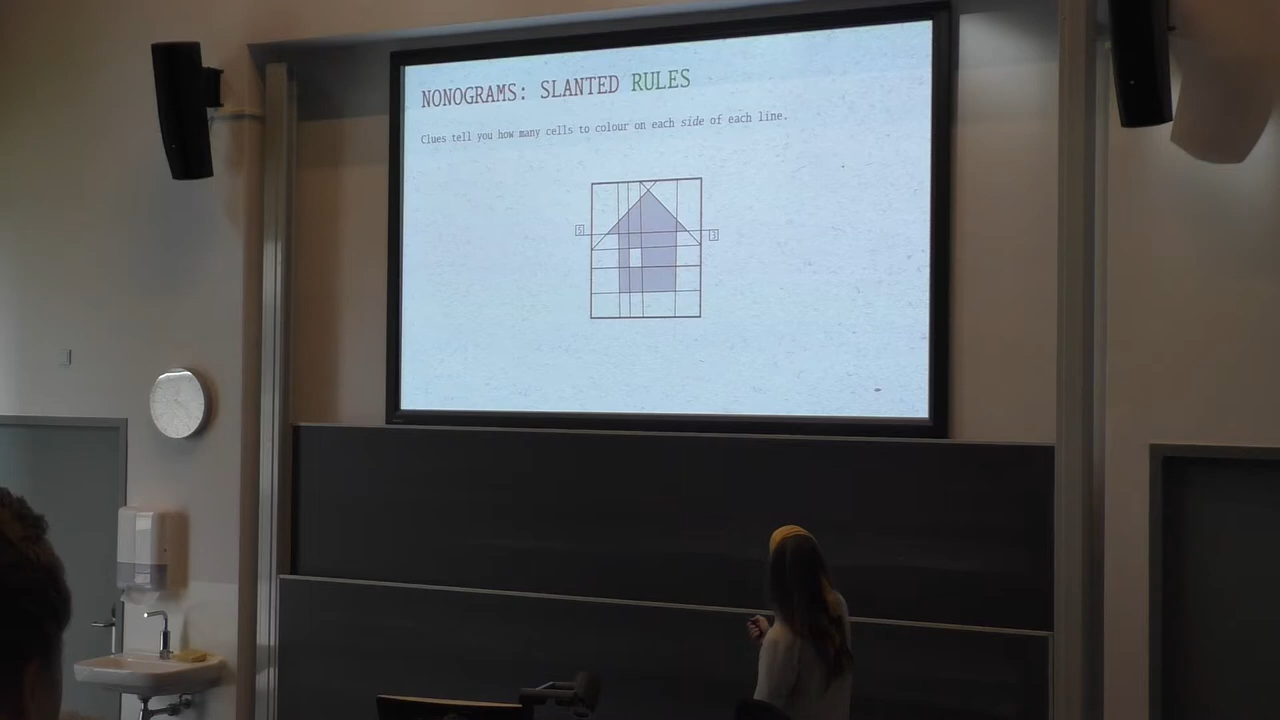 NONOGRAMS: SLANTED RULES
Clues tell you how many cells to colour on each side of each line.
5
3